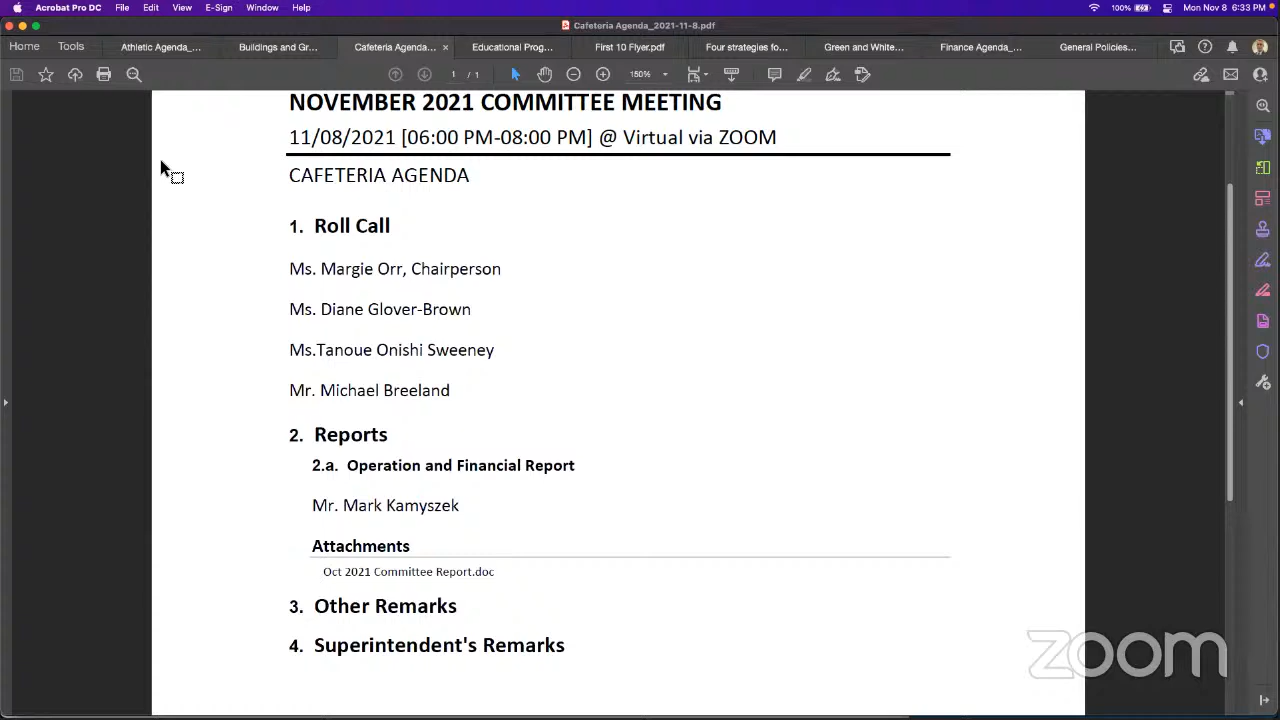 Acrobat Pro DC File Edit View E-Sign Window Help 100% Mon Nov 8 6:33 PM
Cafeteria Agenda_2021-11-8.pdf
Home Tools Athletic Agenda_... Buildings and Gr... Cafeteria Agenda... × Educational Prog... First 10 Flyer.pdf Four strategies fo... Green and White... Finance Agenda_... General Policies...
1 / 1 150%
NOVEMBER 2021 COMMITTEE MEETING
11/08/2021 [06:00 PM-08:00 PM] @ Virtual via ZOOM
CAFETERIA AGENDA
1. Roll Call
Ms. Margie Orr, Chairperson
Ms. Diane Glover-Brown
Ms.Tanoue Onishi Sweeney
Mr. Michael Breeland
2. Reports
2.a. Operation and Financial Report
Mr. Mark Kamyszek
Attachments
Oct 2021 Committee Report.doc
3. Other Remarks
4. Superintendent's Remarks
zoom